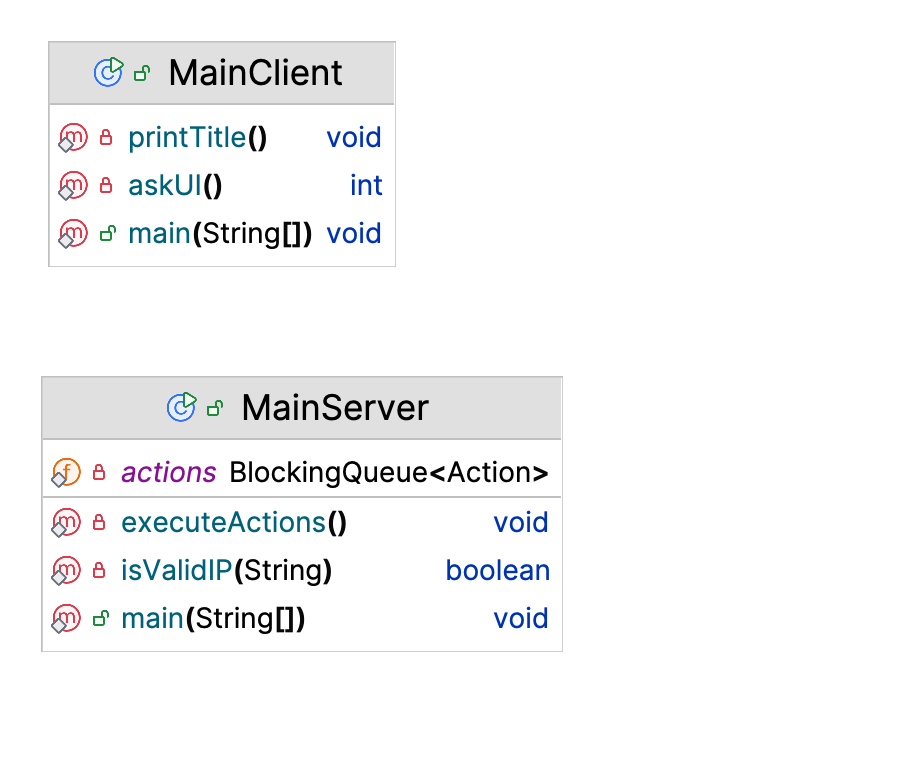 MainClient
printTitle() void
askUI() int
main(String[]) void
MainServer
actions BlockingQueue<Action>
executeActions() void
isValidIP(String) boolean
main(String[]) void